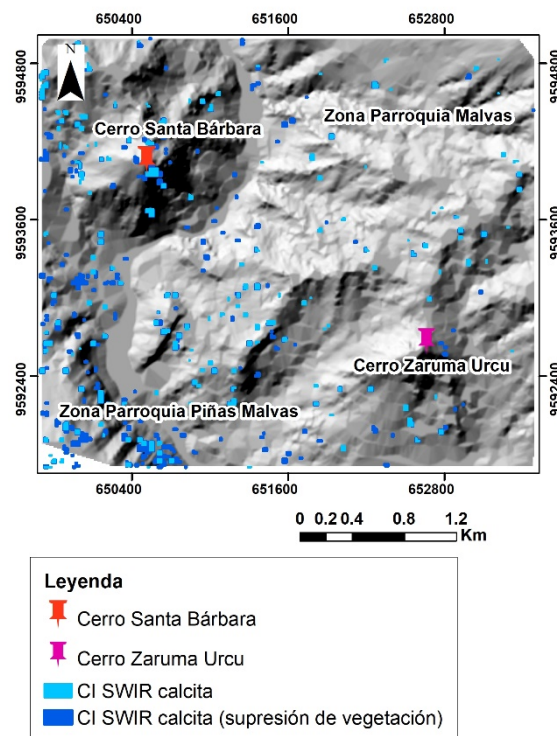 650400 651600 652800
9594800 9594800
N
Zona Parroquia Malvas
Cerro Santa Bárbara
9593600 9593600
Cerro Zaruma Urcu
9592400 9592400
Zona Parroquia Piñas Malvas
650400 651600 652800
0 0.2 0.4 0.8 1.2
Km
Leyenda
Cerro Santa Bárbara
Cerro Zaruma Urcu
CI SWIR calcita
CI SWIR calcita (supresión de vegetación)